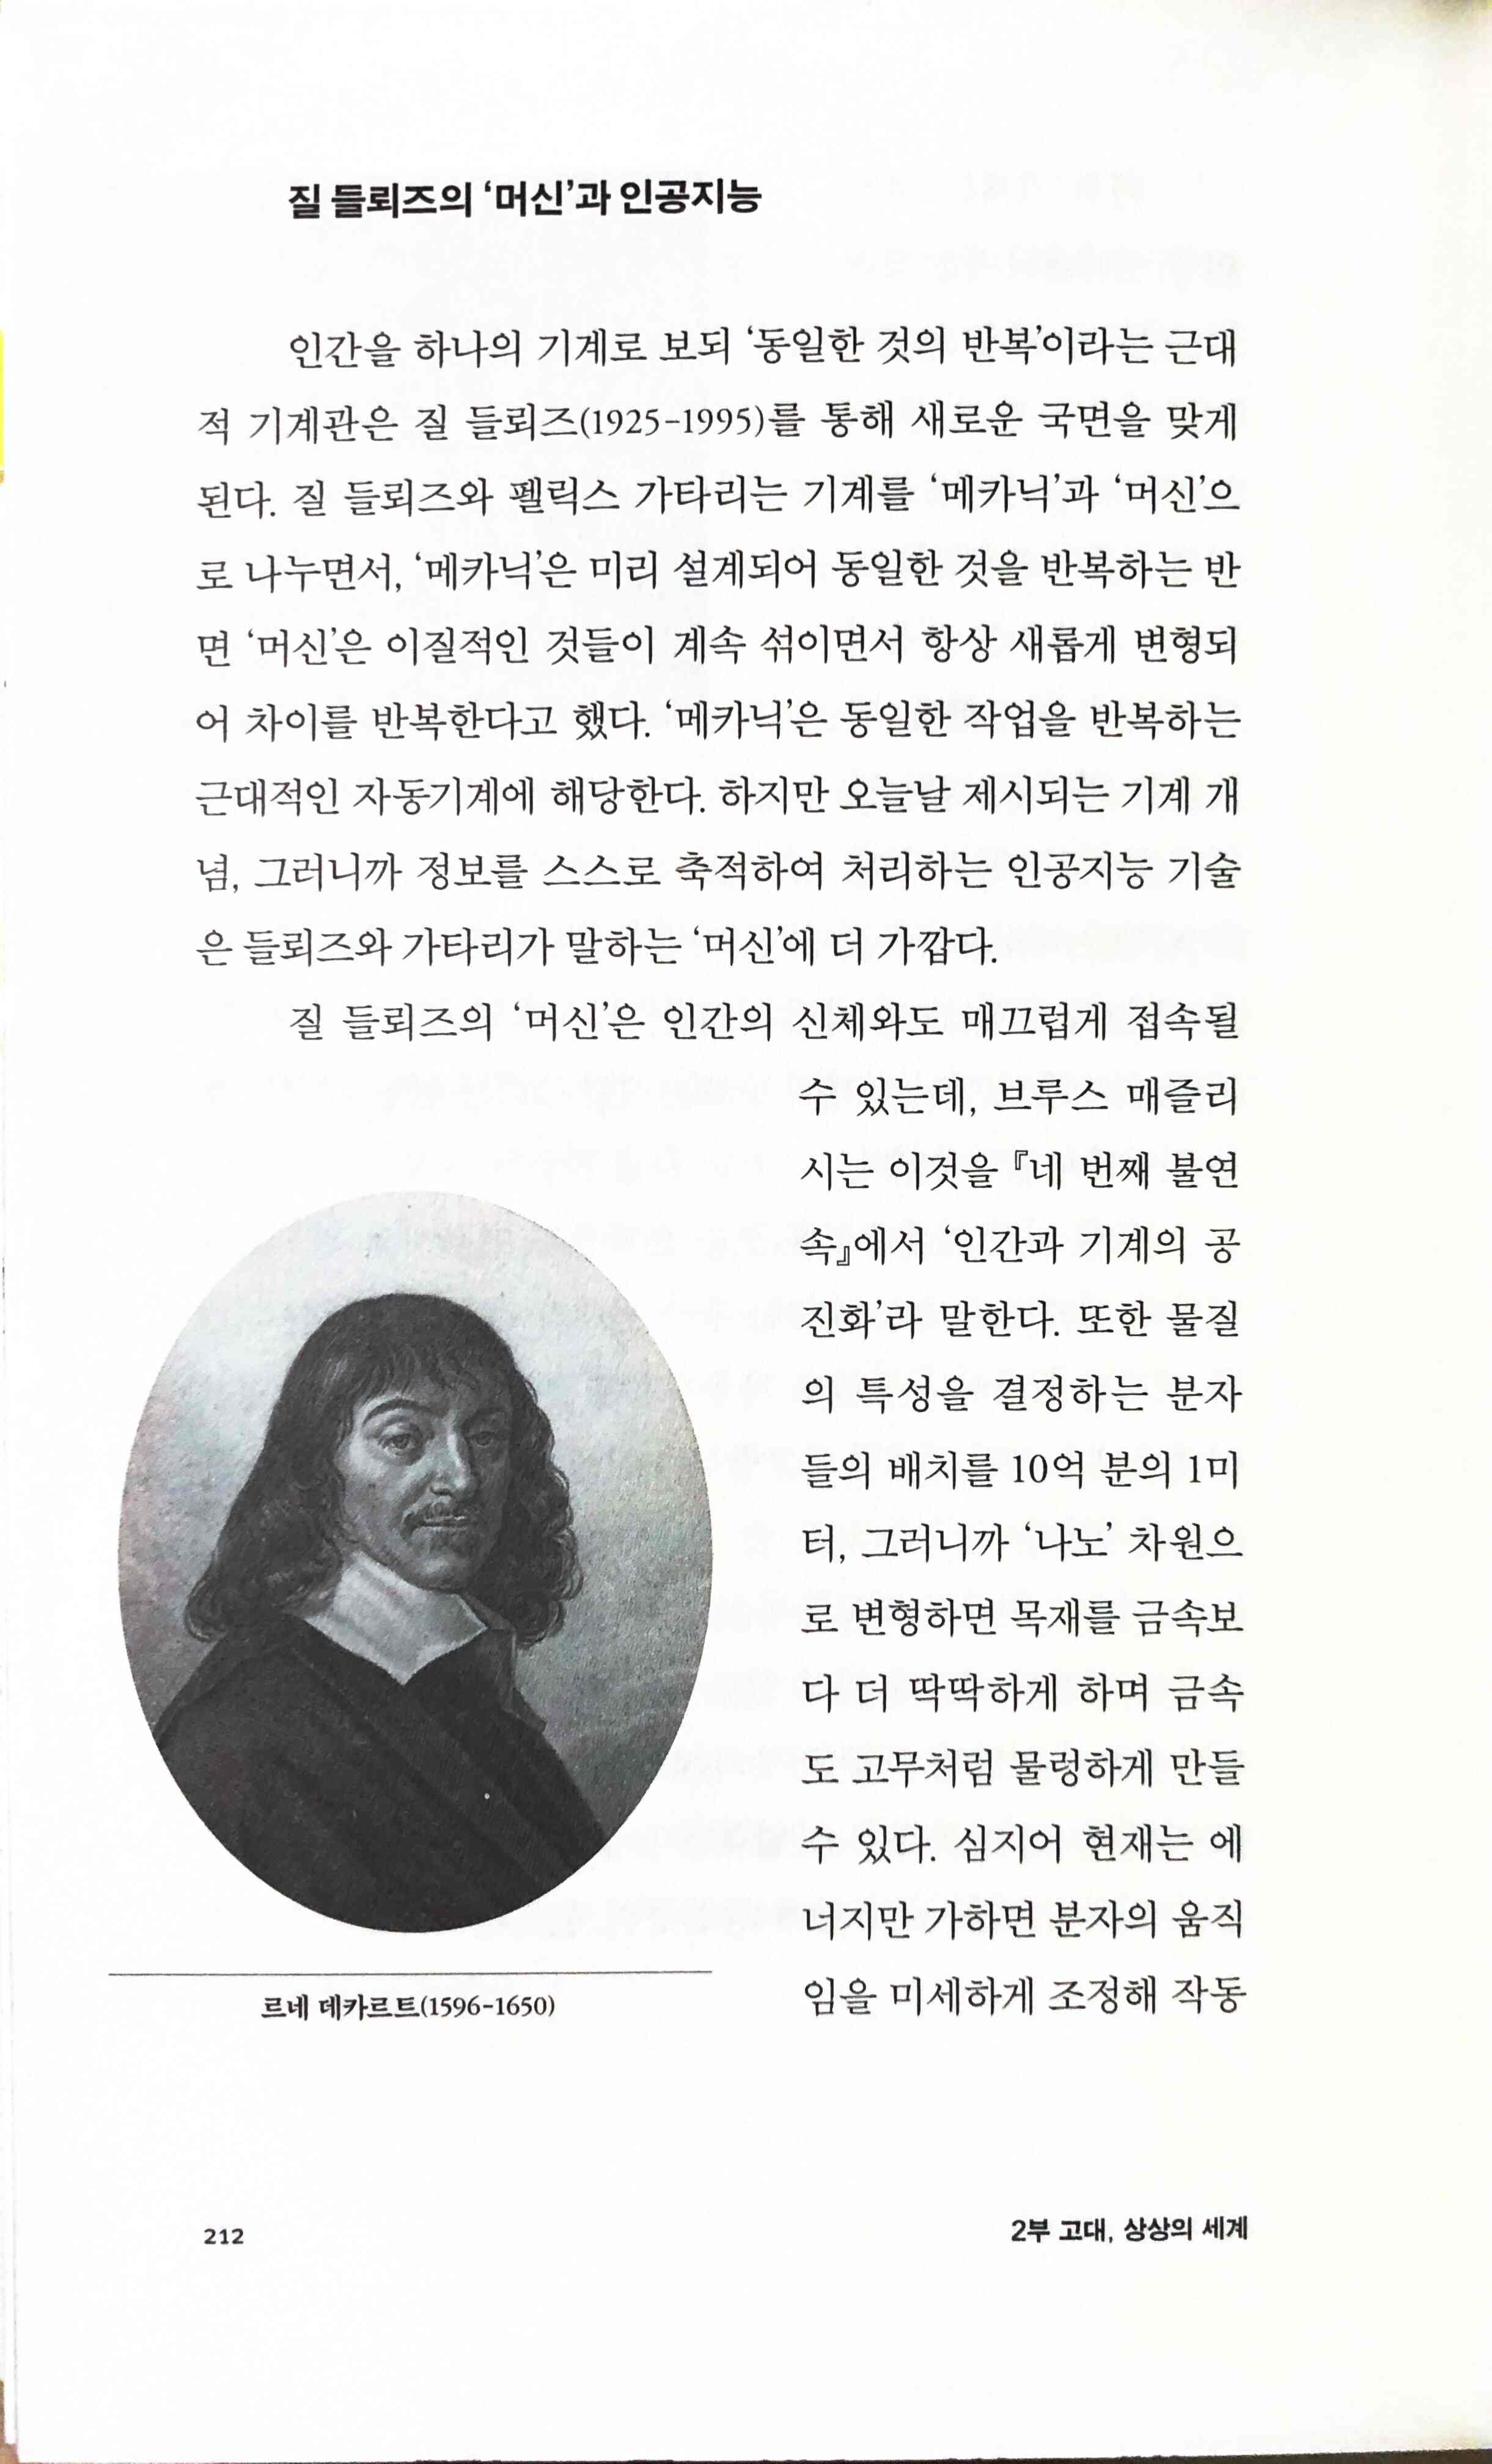 질 들뢰즈의 ‘머신’과 인공지능
인간을 하나의 기계로 보되 ‘동일한 것의 반복’이라는 근대
적 기계관은 질 들뢰즈(1925-1995)를 통해 새로운 국면을 맞게
된다. 질 들뢰즈와 펠릭스 가타리는 기계를 ‘메카닉’과 ‘머신’으
로 나누면서, ‘메카닉’은 미리 설계되어 동일한 것을 반복하는 반
면 ‘머신’은 이질적인 것들이 계속 섞이면서 항상 새롭게 변형되
어 차이를 반복한다고 했다. ‘메카닉’은 동일한 작업을 반복하는
근대적인 자동기계에 해당한다. 하지만 오늘날 제시되는 기계 개
념, 그러니까 정보를 스스로 축적하여 처리하는 인공지능 기술
은 들뢰즈와 가타리가 말하는 ‘머신’에 더 가깝다.
질 들뢰즈의 ‘머신’은 인간의 신체와도 매끄럽게 접속될
수 있는데, 브루스 매즐리
시는 이것을 『네 번째 불연
속』에서 ‘인간과 기계의 공
진화’라 말한다. 또한 물질
의 특성을 결정하는 분자
들의 배치를 10억 분의 1미
터, 그러니까 ‘나노’ 차원으
로 변형하면 목재를 금속보
다 더 딱딱하게 하며 금속
도 고무처럼 물렁하게 만들
수 있다. 심지어 현재는 에
너지만 가하면 분자의 움직
임을 미세하게 조정해 작동
르네 데카르트(1596-1650)
212
2부 고대, 상상의 세계